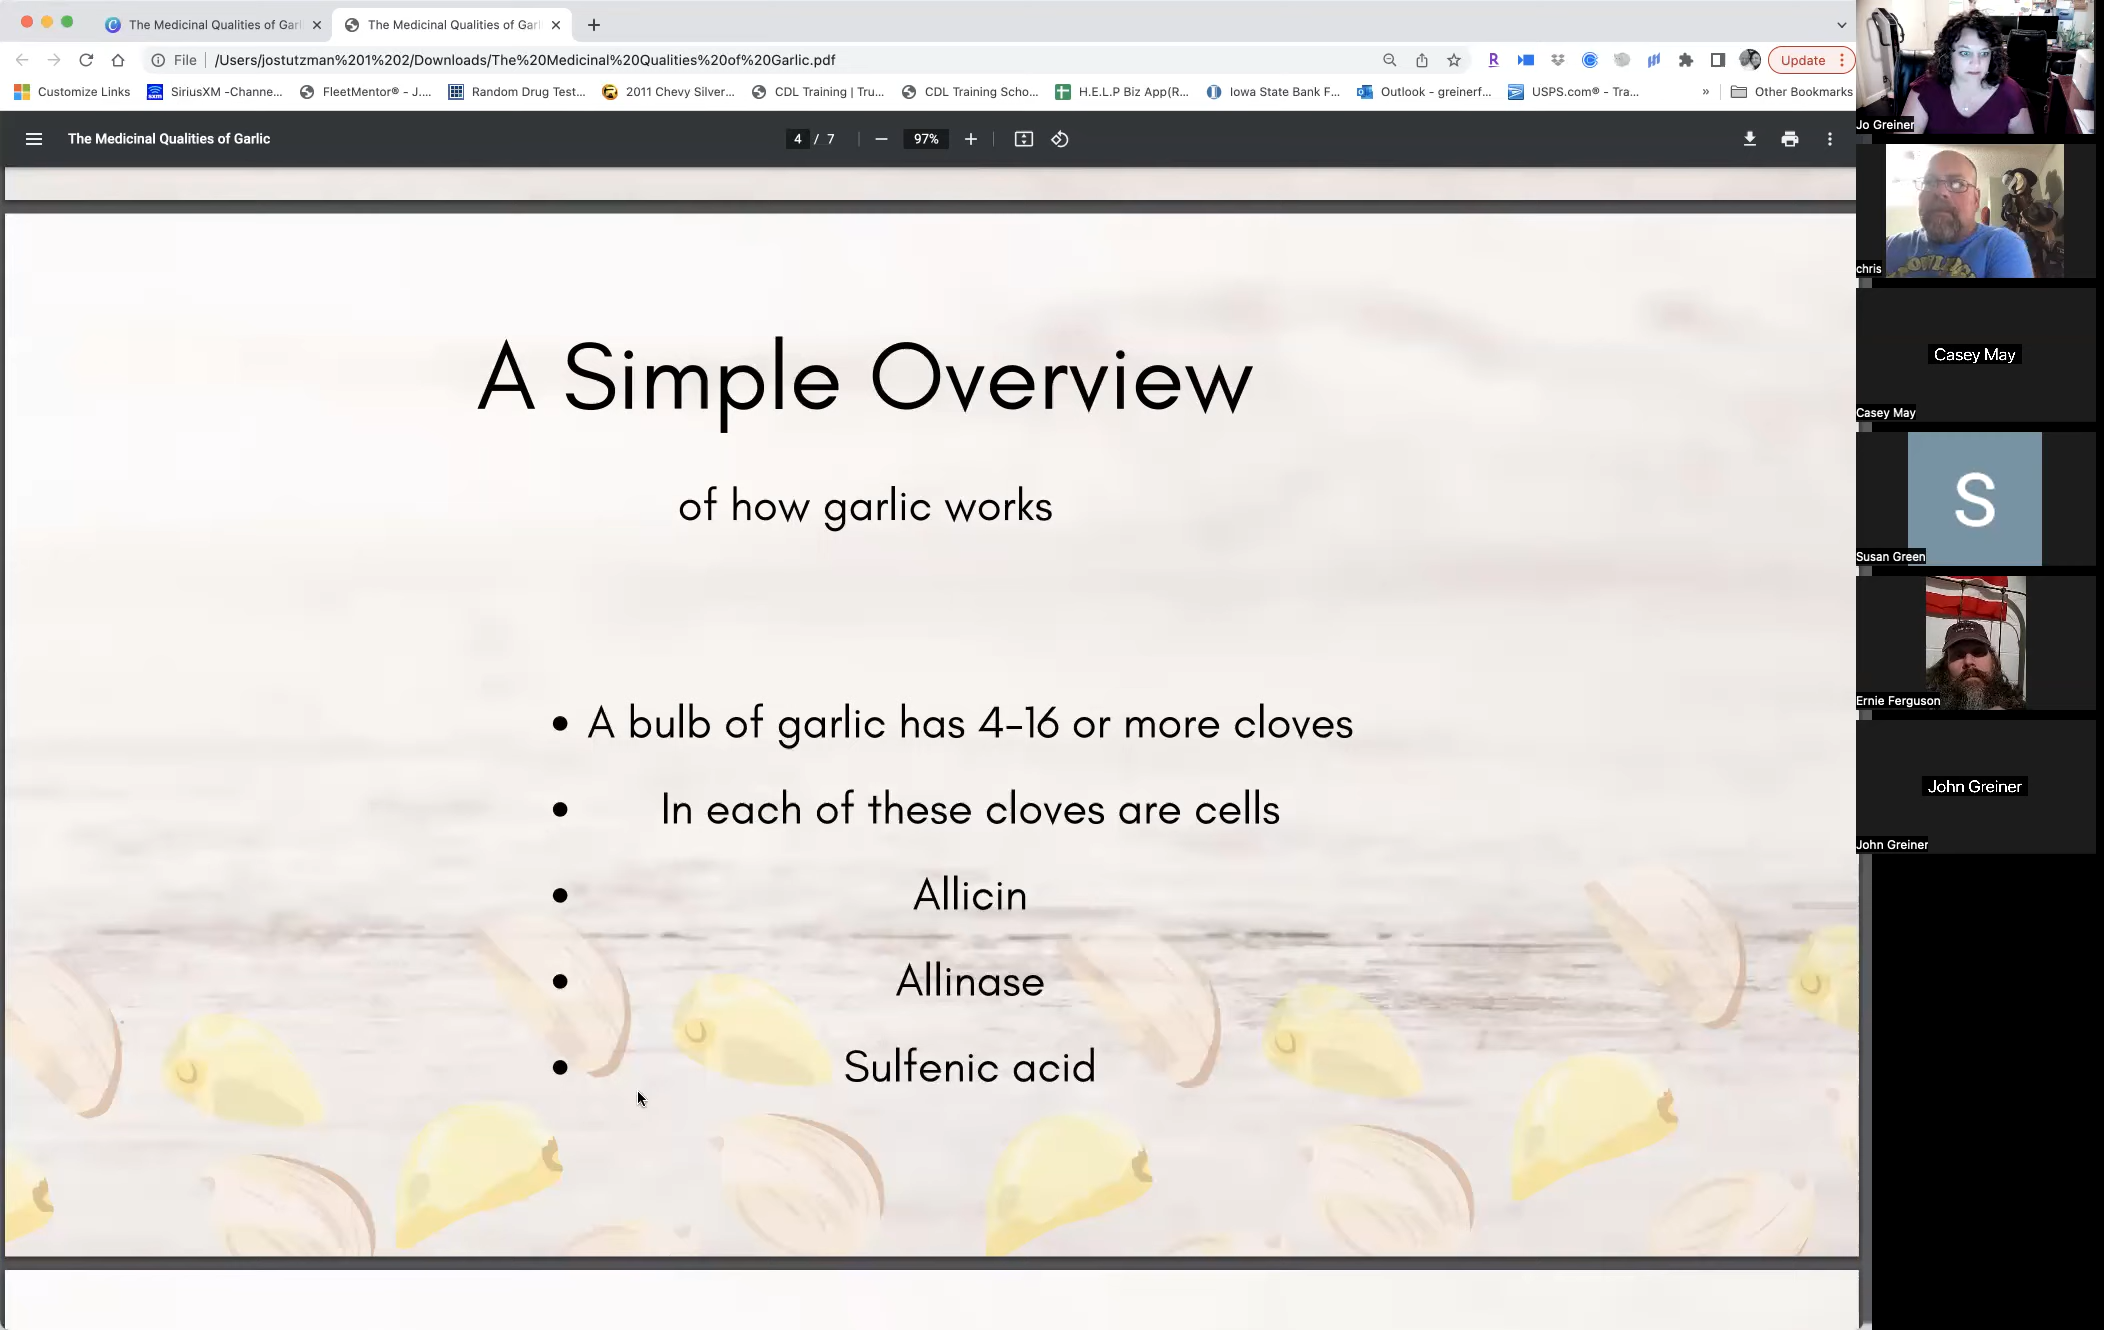 The Medicinal Qualities of Garl
The Medicinal Qualities of Garl
File
/Users/jostutzman%201%202/Downloads/The%20Medicinal%20Qualities%20of%20Garlic.pdf
Update
Customize Links
SiriusXM -Channe...
FleetMentor® - J....
Random Drug Test...
2011 Chevy Silver...
CDL Training | Tru...
CDL Training Scho...
H.E.L.P Biz App(R...
Iowa State Bank F...
Outlook - greinerf...
USPS.com® - Tra...
»
Other Bookmarks
The Medicinal Qualities of Garlic
4 / 7
97%
A Simple Overview
of how garlic works
• A bulb of garlic has 4-16 or more cloves
• In each of these cloves are cells
• Allicin
• Allinase
• Sulfenic acid
Jo Greiner
chris
Casey May
Casey May
S
Susan Green
Ernie Ferguson
John Greiner
John Greiner